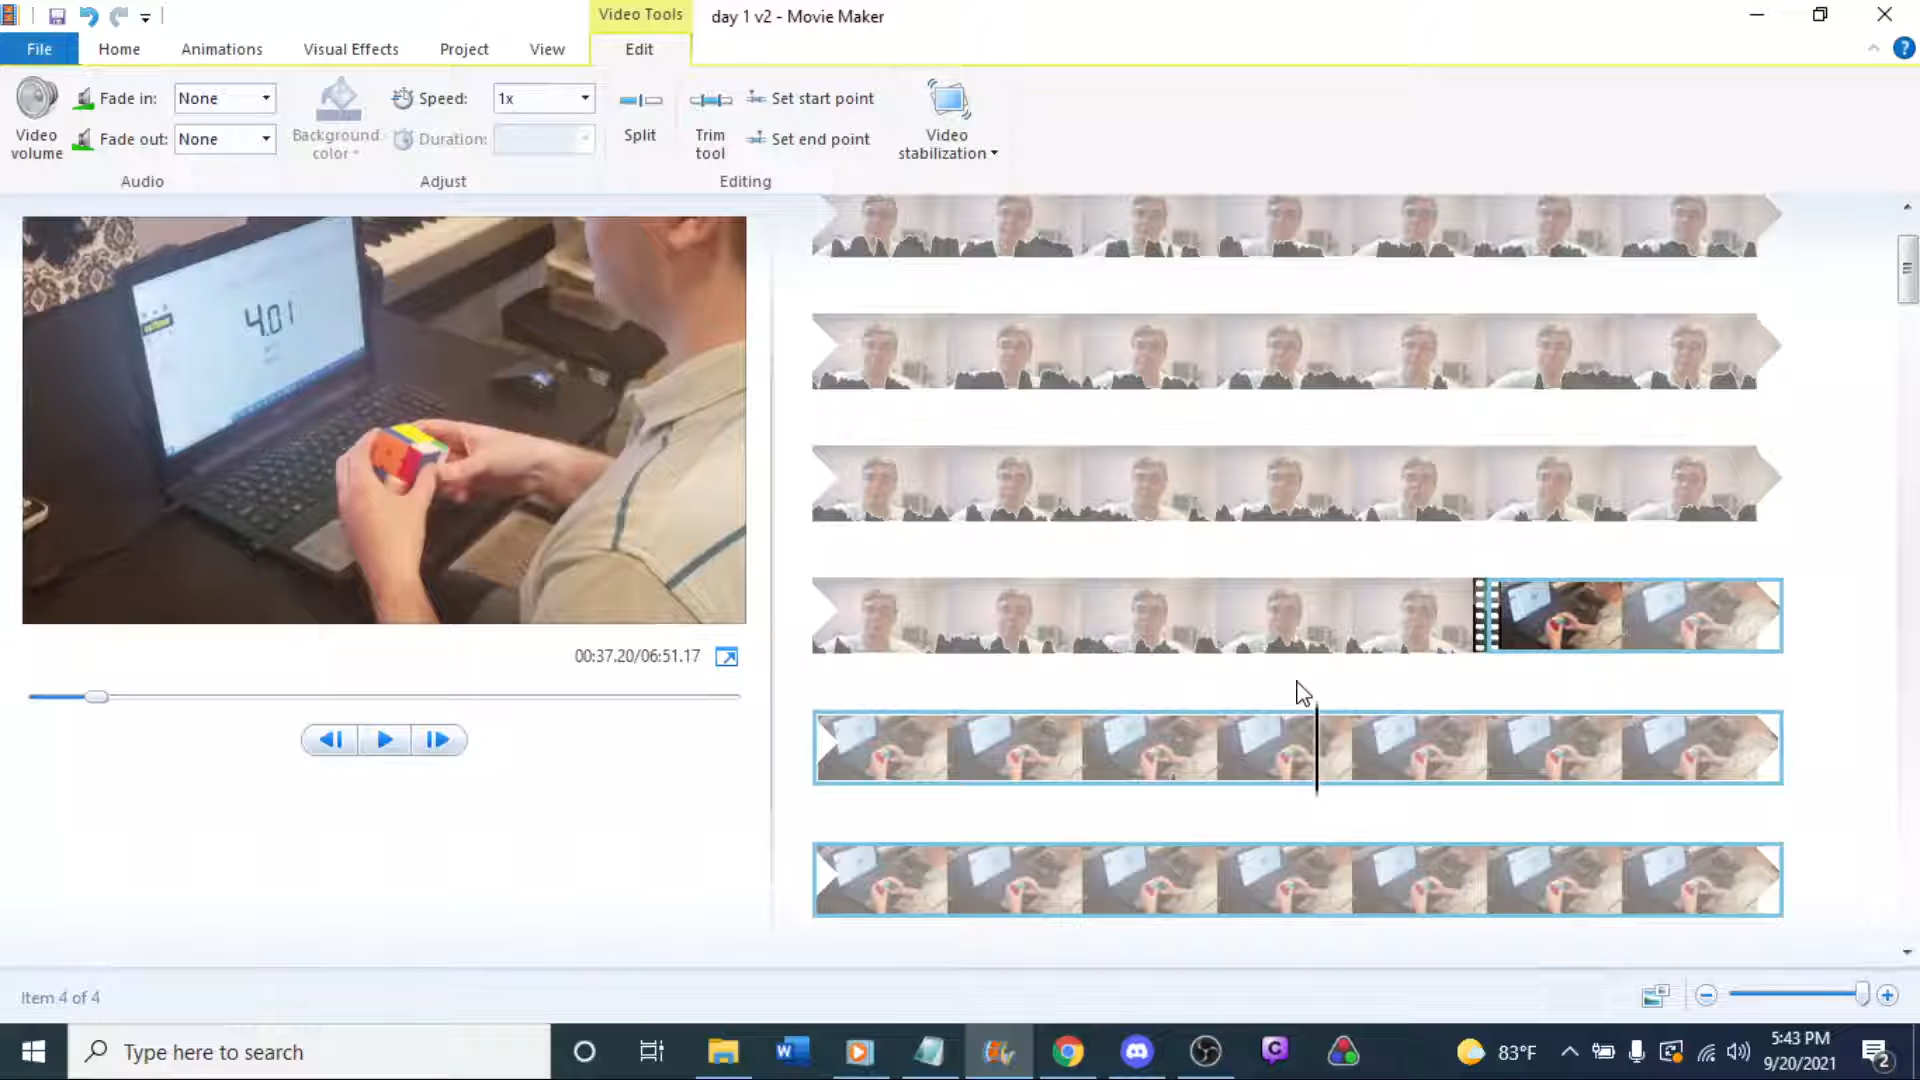 Video Tools
day 1 v2 - Movie Maker
File
Home
Animations
Visual Effects
Project
View
Edit
Video volume
Fade in:
None
Fade out:
None
Audio
Background color
Speed:
1x
Duration:
Adjust
Split
Trim tool
Set start point
Set end point
Editing
Video stabilization
4.01
00:37.20/06:51.17
Item 4 of 4
Type here to search
83°F
5:43 PM
9/20/2021
2